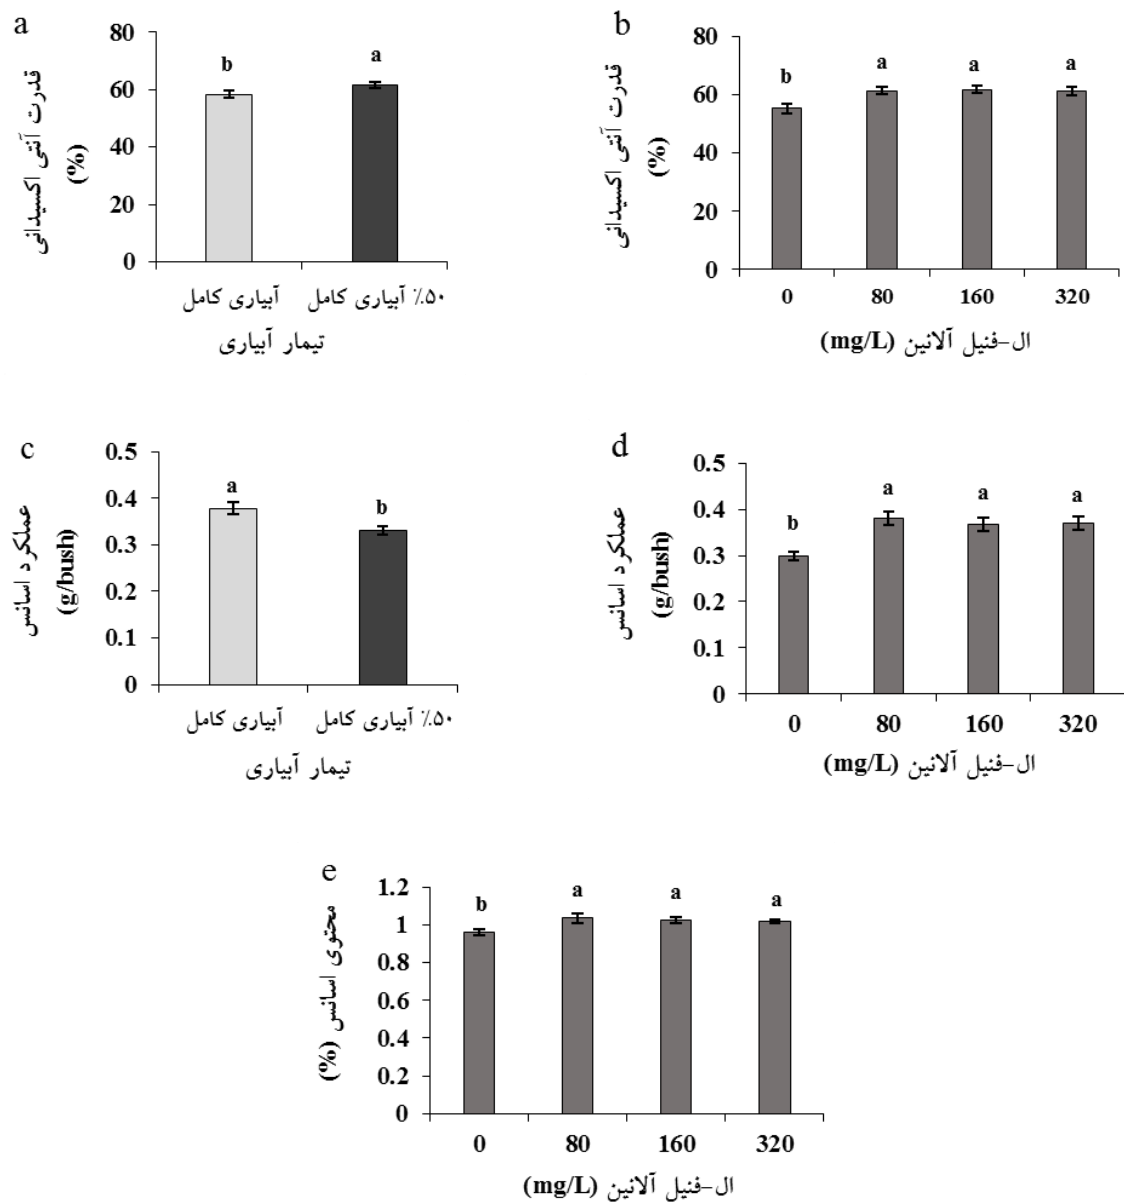 a
قدرت آنتی اکسیدانی
(%)
80
60
40
20
0
b
a
آبیاری کامل
۵۰٪ آبیاری کامل
تیمار آبیاری
b
قدرت آنتی اکسیدانی
(%)
80
60
40
20
0
b
a
a
a
0
80
160
320
ال-فنیل آلانین (mg/L)
c
عملکرد اسانس
(g/bush)
0.5
0.4
0.3
0.2
0.1
0
a
b
آبیاری کامل
۵۰٪ آبیاری کامل
تیمار آبیاری
d
عملکرد اسانس
(g/bush)
0.5
0.4
0.3
0.2
0.1
0
b
a
a
a
0
80
160
320
ال-فنیل آلانین (mg/L)
e
محتوی اسانس (%)
1.2
1
0.8
0.6
0.4
0.2
0
b
a
a
a
0
80
160
320
ال-فنیل آلانین (mg/L)